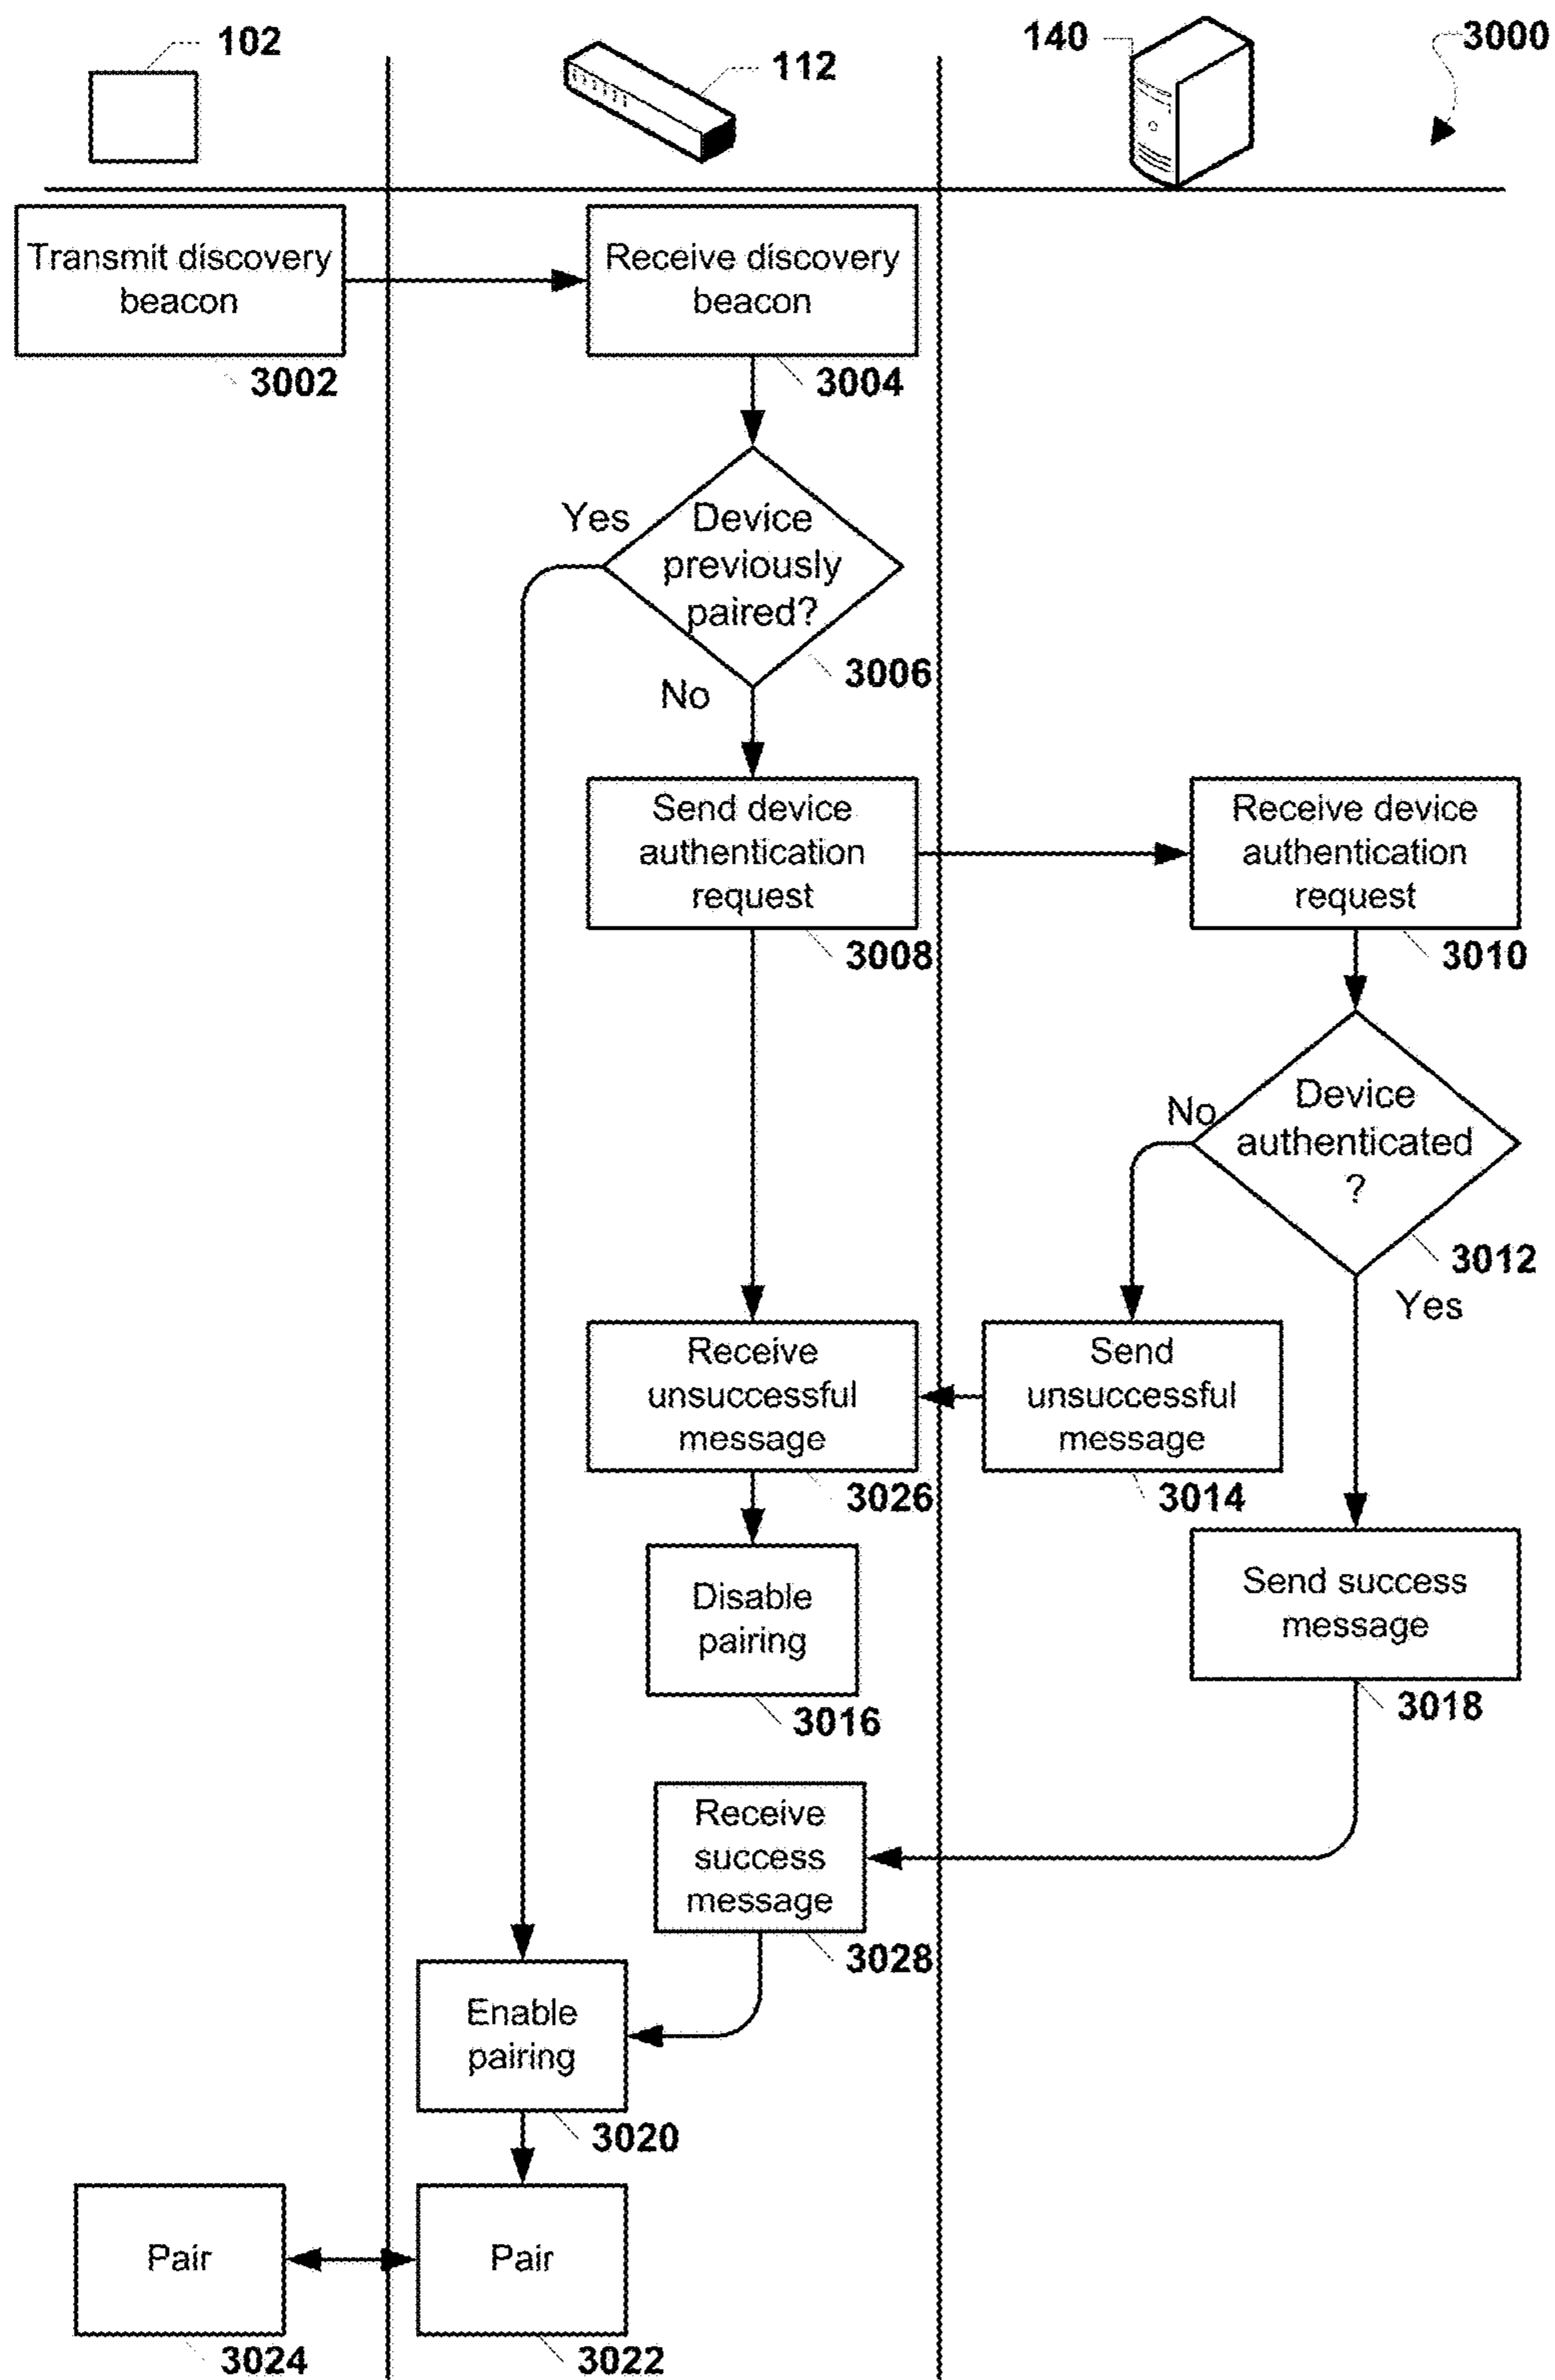 102
112
140
3000
Transmit discovery
beacon
3002
Receive discovery
beacon
3004
Yes
Device
previously
paired?
3006
No
Send device
authentication
request
3008
Receive device
authentication
request
3010
No
Device
authenticated
?
3012
Yes
Receive
unsuccessful
message
3026
Send
unsuccessful
message
3014
Disable
pairing
3016
Send success
message
3018
Receive
success
message
3028
Enable
pairing
3020
Pair
3024
Pair
3022